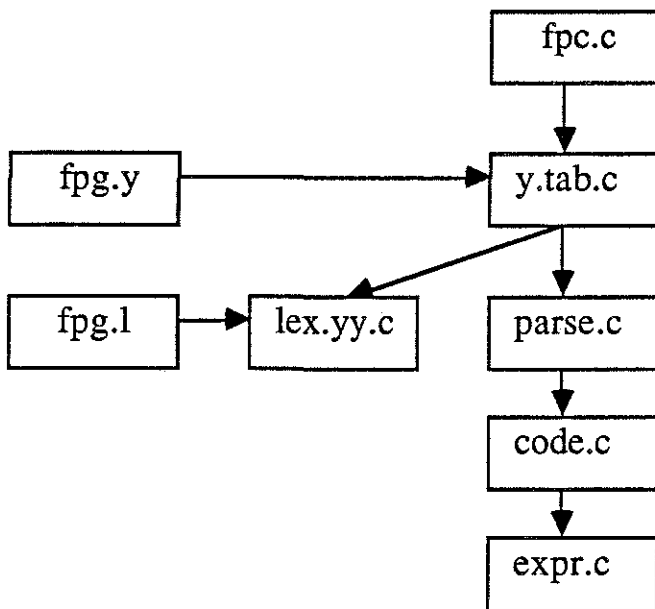 fpc.c
fpg.y
y.tab.c
fpg.l
lex.yy.c
parse.c
code.c
expr.c